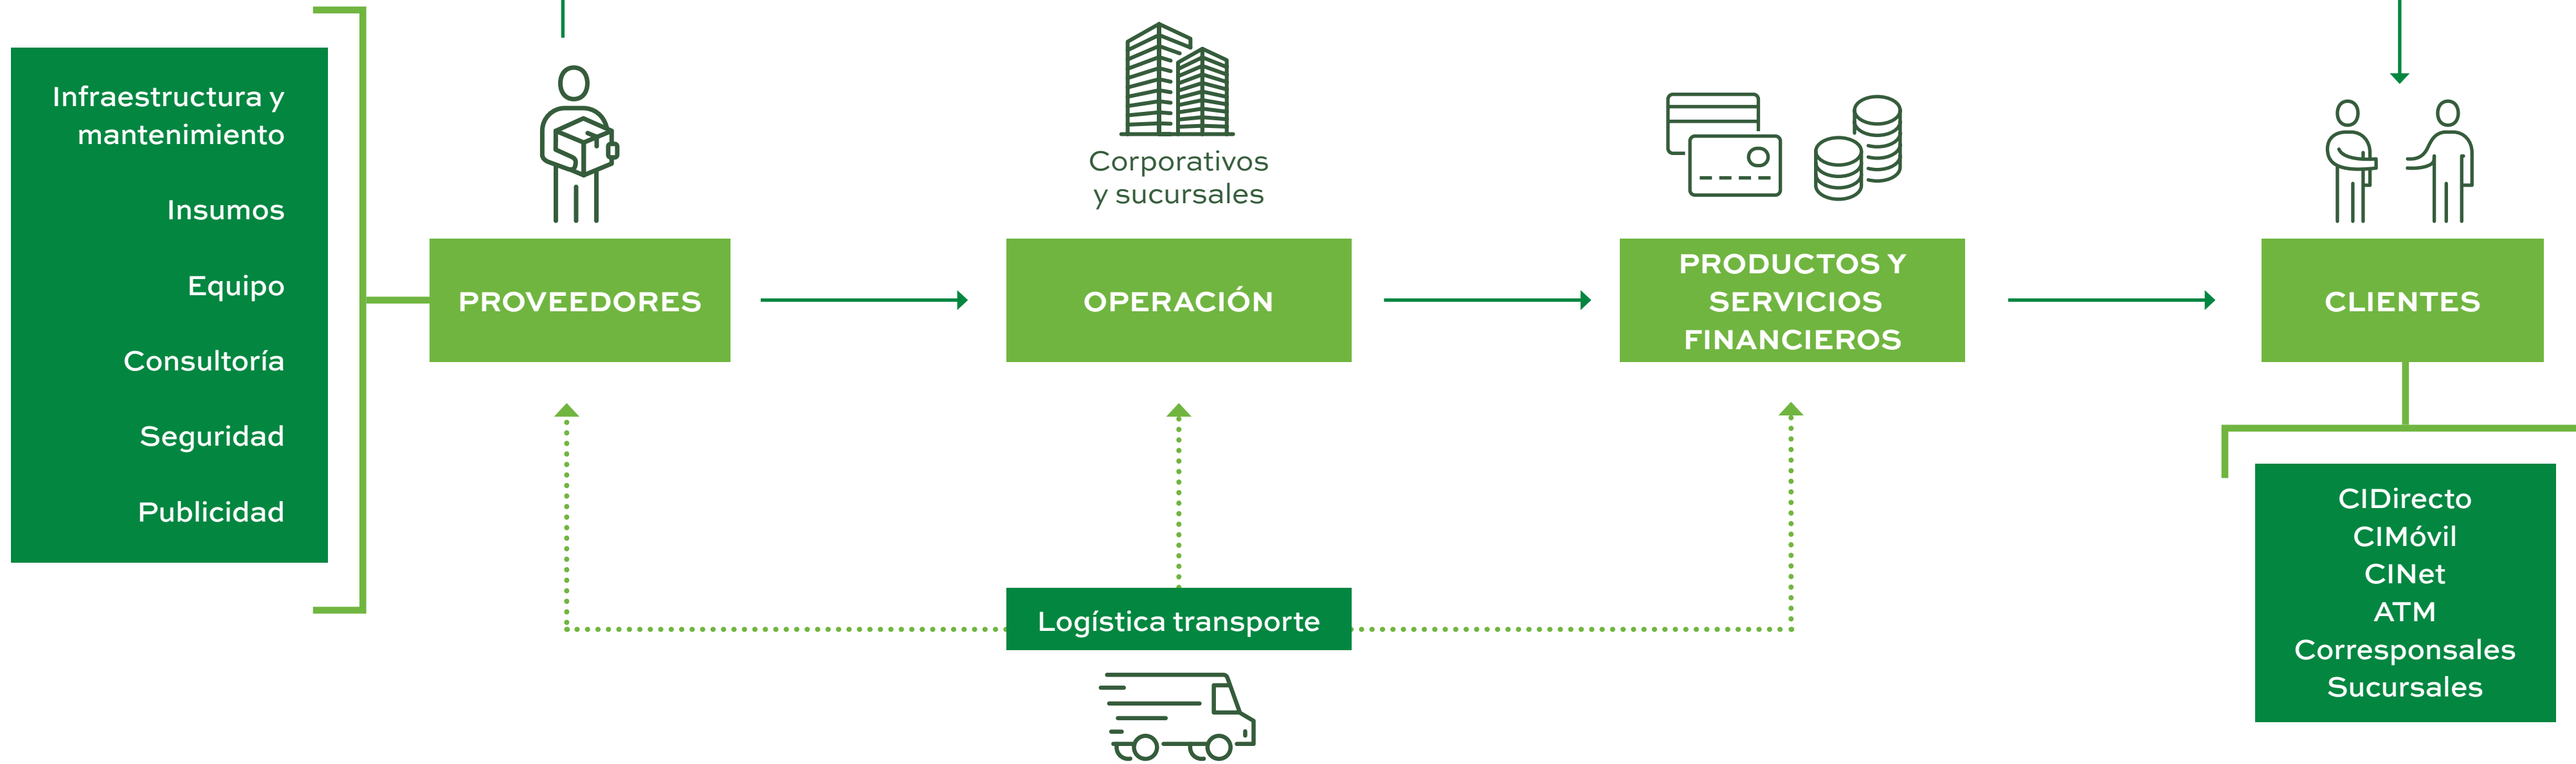 Infraestructura y
mantenimiento
Insumos
Equipo
Consultoría
Seguridad
Publicidad
PROVEEDORES
Corporativos
y sucursales
OPERACIÓN
PRODUCTOS Y
SERVICIOS
FINANCIEROS
CLIENTES
Logística transporte
CIDirecto
CIMóvil
CINet
ATM
Corresponsales
Sucursales